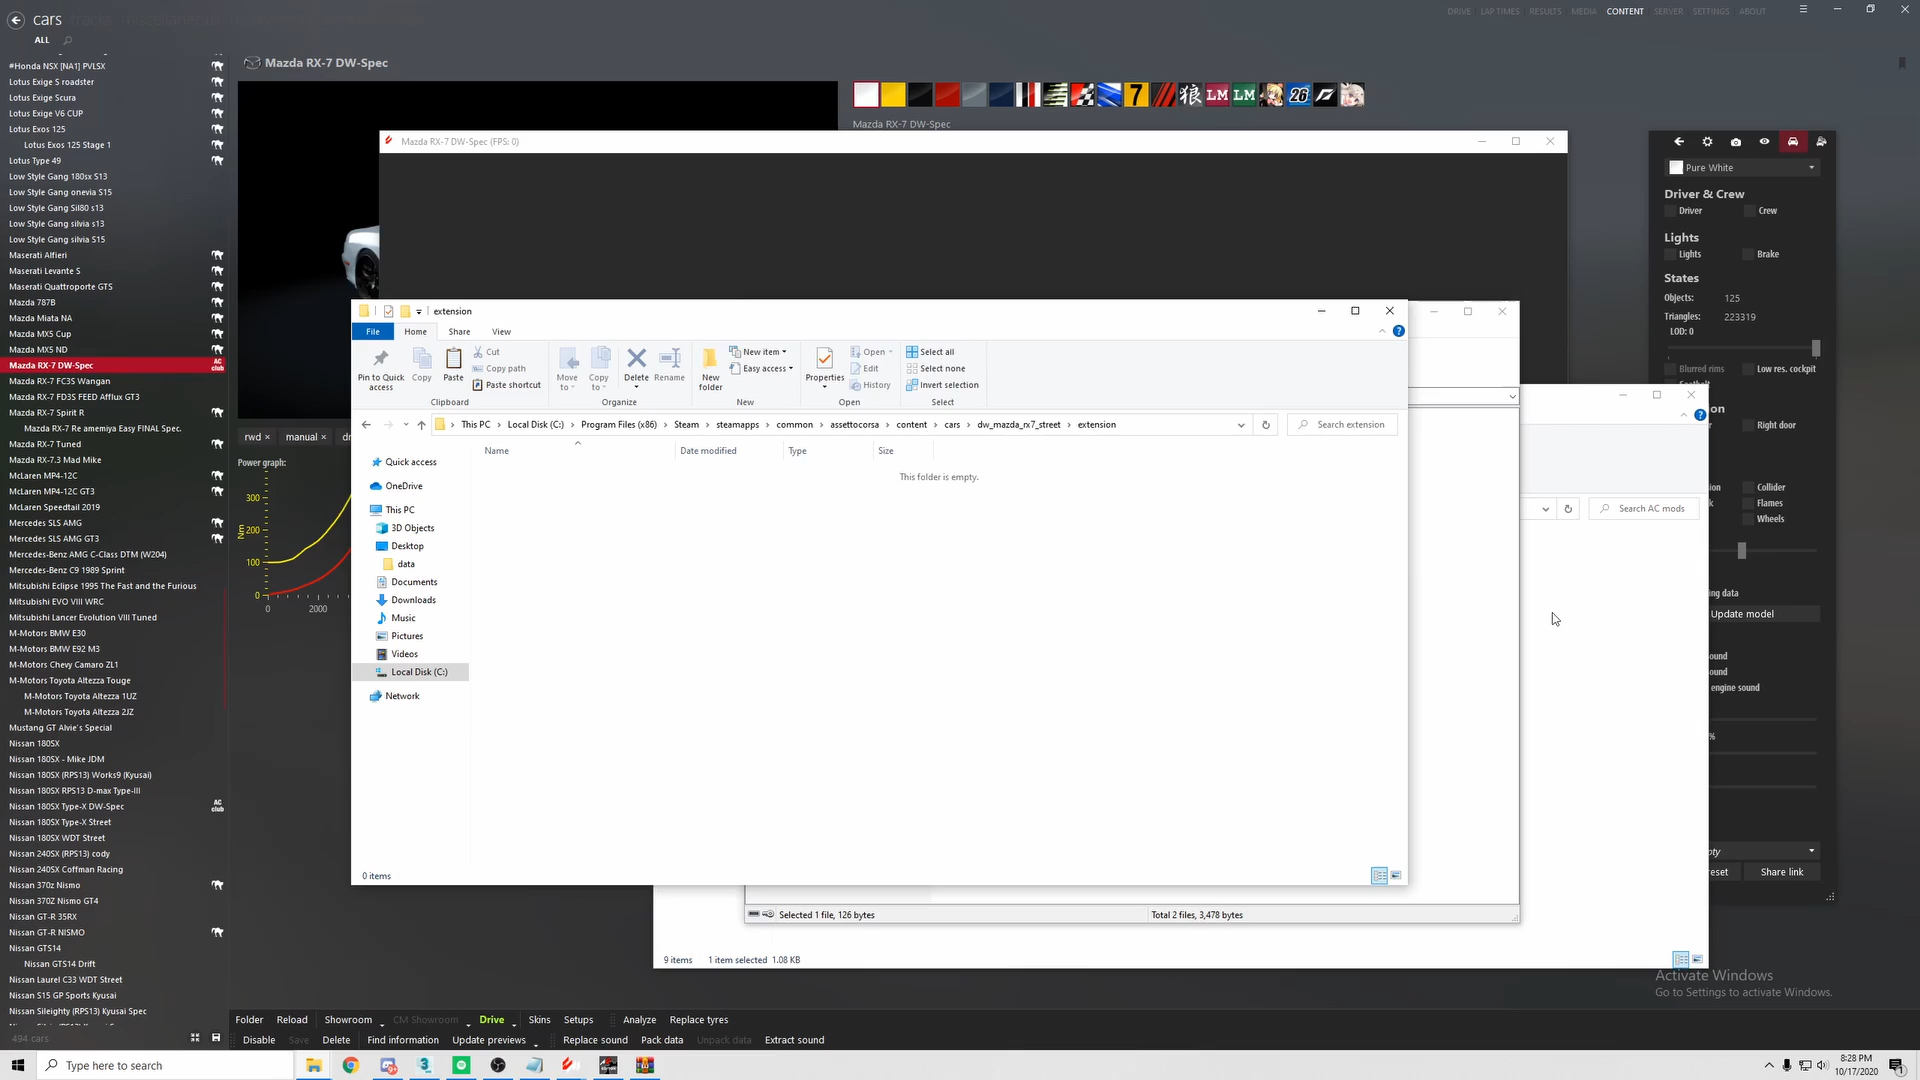 cars
DRIVE LAP TIMES RESULTS MEDIA CONTENT SERVER SETTINGS ABOUT
ALL
#Honda NSX [NA1] PVLSX
Lotus Exige S roadster
Lotus Exige Scura
Lotus Exige V6 CUP
Lotus Exos 125
Lotus Exos 125 Stage 1
Lotus Type 49
Low Style Gang 180sx S13
Low Style Gang onevia S15
Low Style Gang Sil80 s13
Low Style Gang silvia s13
Low Style Gang silvia S15
Maserati Alfieri
Maserati Levante S
Maserati Quattroporte GTS
Mazda 787B
Mazda Miata NA
Mazda MX5 Cup
Mazda MX5 ND
Mazda RX-7 DW-Spec
AC club
Mazda RX-7 FC3S Wangan
Mazda RX-7 FD3S FEED Afflux GT3
Mazda RX-7 Spirit R
Mazda RX-7 Re amemiya Easy FINAL Spec.
Mazda RX-7 Tuned
Mazda RX-7.3 Mad Mike
McLaren MP4-12C
McLaren MP4-12C GT3
McLaren Speedtail 2019
Mercedes SLS AMG
Mercedes SLS AMG GT3
Mercedes-Benz AMG C-Class DTM (W204)
Mercedes-Benz C9 1989 Sprint
Mitsubishi Eclipse 1995 The Fast and the Furious
Mitsubishi EVO VIII WRC
Mitsubishi Lancer Evolution VIII Tuned
M-Motors BMW E30
M-Motors BMW E92 M3
M-Motors Chevy Camaro ZL1
M-Motors Toyota Altezza Touge
M-Motors Toyota Altezza 1UZ
M-Motors Toyota Altezza 2JZ
Mustang GT Alvie's Special
Nissan 180SX
Nissan 180SX - Mike JDM
Nissan 180SX (RPS13) Works9 (Kyusai)
Nissan 180SX RPS13 D-max Type-III
Nissan 180SX Type-X DW-Spec
AC club
Nissan 180SX Type-X Street
Nissan 180SX WDT Street
Nissan 240SX (RPS13) cody
Nissan 240SX Coffman Racing
Nissan 370z Nismo
Nissan 370Z Nismo GT4
Nissan GT-R 35RX
Nissan GT-R NISMO
Nissan GTS14
Nissan GTS14 Drift
Nissan Laurel C33 WDT Street
Nissan S15 GP Sports Kyusai
Nissan Sileighty (RPS13) Kyusai Spec
494 cars
Mazda RX-7 DW-Spec
7 狼 LM LM 26
Mazda RX-7 DW-Spec
rwd × manual ×
Power graph:
Nm
300
200
100
0
0 2000
Mazda RX-7 DW-Spec (FPS: 0)
extension
File Home Share View
Pin to Quick access
Copy
Paste
Cut
Copy path
Paste shortcut
Clipboard
Move to
Copy to
Delete
Rename
Organize
New folder
New item
Easy access
New
Properties
Open
Edit
History
Open
Select all
Select none
Invert selection
Select
This PC > Local Disk (C:) > Program Files (x86) > Steam > steamapps > common > assettocorsa > content > cars > dw_mazda_rx7_street > extension
Search extension
Name Date modified Type Size
This folder is empty.
Quick access
OneDrive
This PC
3D Objects
Desktop
data
Documents
Downloads
Music
Pictures
Videos
Local Disk (C:)
Network
0 items
Selected 1 file, 126 bytes
Total 2 files, 3,478 bytes
Search AC mods
9 items 1 item selected 1.08 KB
Pure White
Driver & Crew
Driver Crew
Lights
Lights Brake
States
Objects: 125
Triangles: 223319
LOD: 0
Blurred rims Low res. cockpit
Right door
Collider
Flames
Wheels
ing data
Update model
ound
ound
engine sound
%
pty
reset Share link
Activate Windows
Go to Settings to activate Windows.
Folder Reload Showroom CM Showroom Drive Skins Setups Analyze Replace tyres
Disable Save Delete Find information Update previews Replace sound Pack data Unpack data Extract sound
Type here to search
8:28 PM
10/17/2020